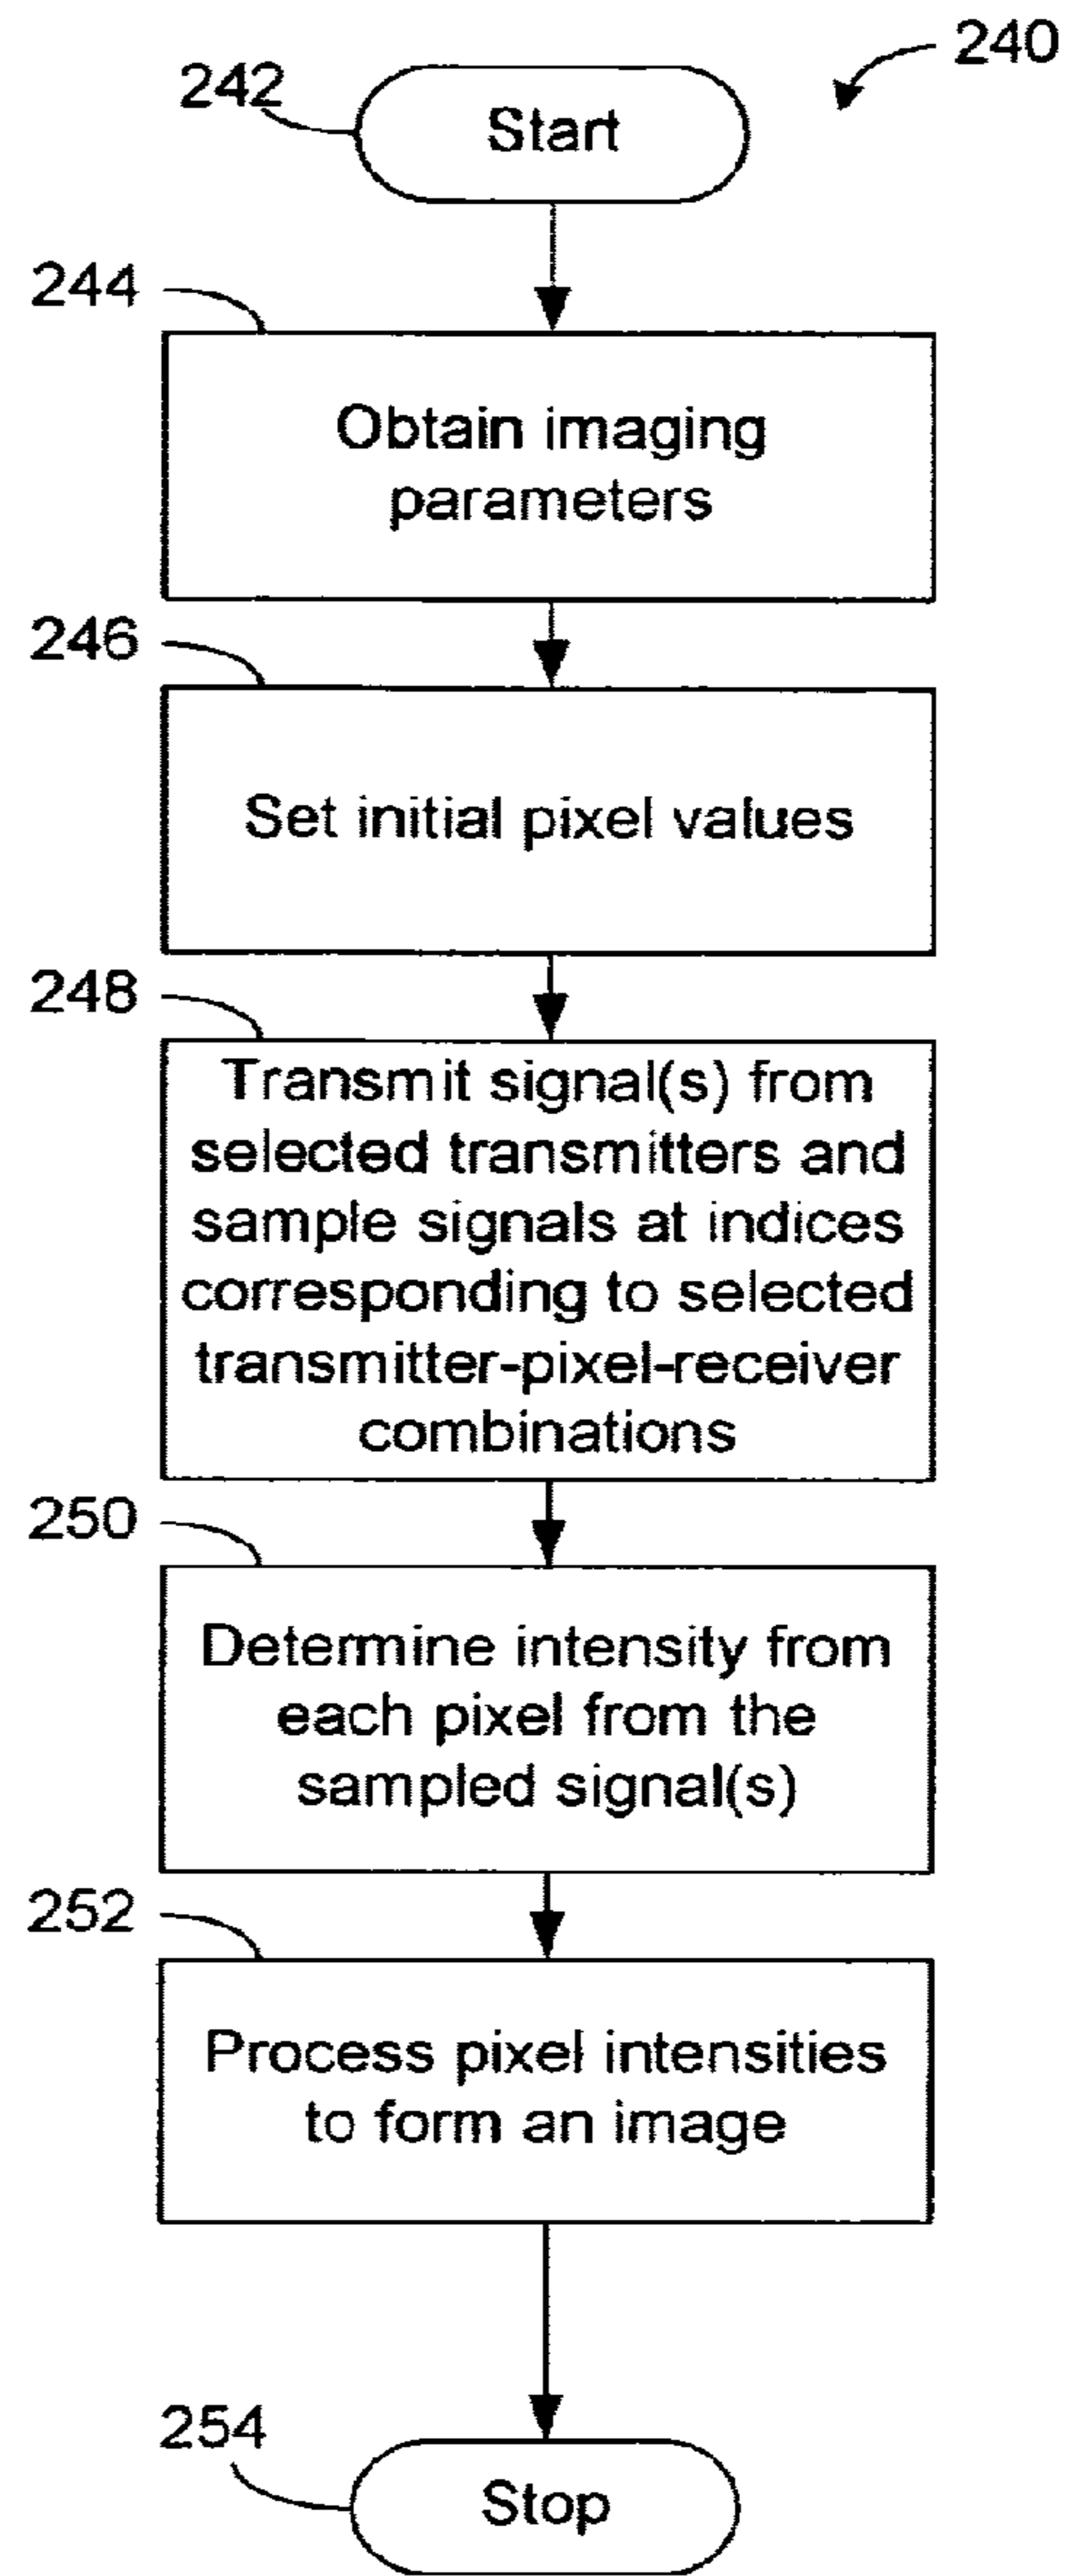 240
242
Start
244
Obtain imaging
parameters
246
Set initial pixel values
248
Transmit signal(s) from
selected transmitters and
sample signals at indices
corresponding to selected
transmitter-pixel-receiver
combinations
250
Determine intensity from
each pixel from the
sampled signal(s)
252
Process pixel intensities
to form an image
254
Stop